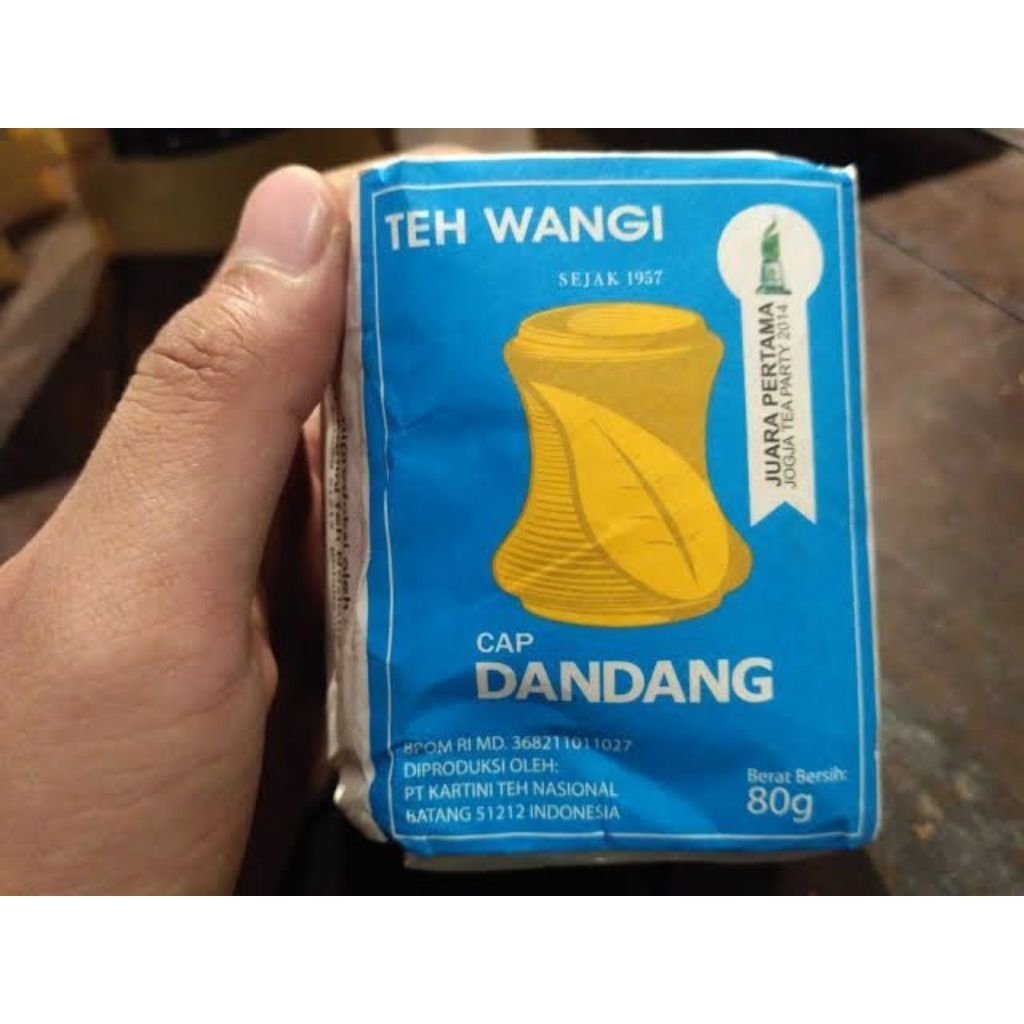 TEH WANGI
SEJAK 1957
JUARA PERTAMA
JOGJA TEA PARTY 2014
CAP
DANDANG
BPOM RI MD. 368211011027
DIPRODUKSI OLEH:
PT KARTINI TEH NASIONAL
BATANG 51212 INDONESIA
Berat Bersih:
80g